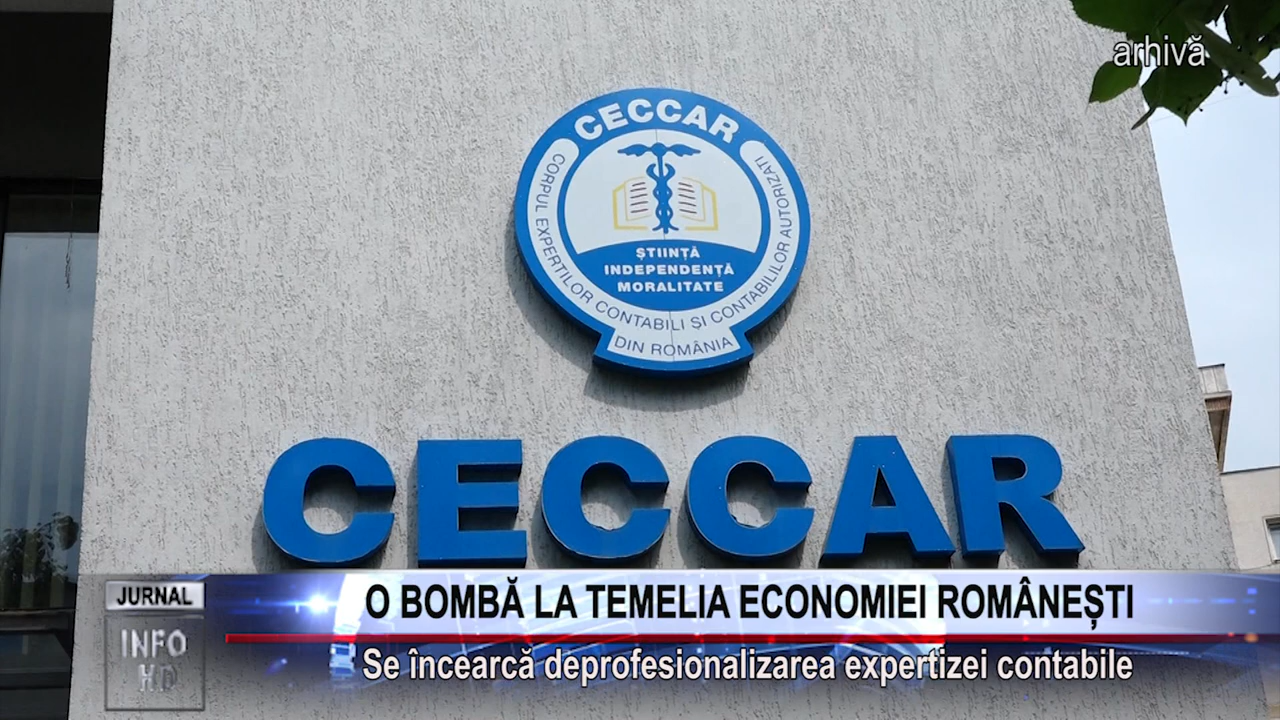 arhivă
CECCAR
CORPUL EXPERȚILOR CONTABILI ȘI CONTABILILOR AUTORIZAȚI
DIN ROMÂNIA
ȘTIINȚĂ
INDEPENDENȚĂ
MORALITATE
CECCAR
JURNAL
INFO
HD
O BOMBĂ LA TEMELIA ECONOMIEI ROMÂNEȘTI
Se încearcă deprofesionalizarea expertizei contabile